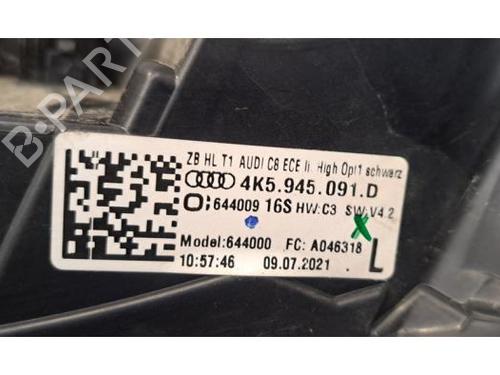 ZB HL T1 AUDI C8 ECE li. High Opt1 schwarz
4K5.945.091.D
C:644009 16S HW:C3 SW:V4.2
Model:644000 FC: A046318
10:57:46 09.07.2021 L
B-PARTS